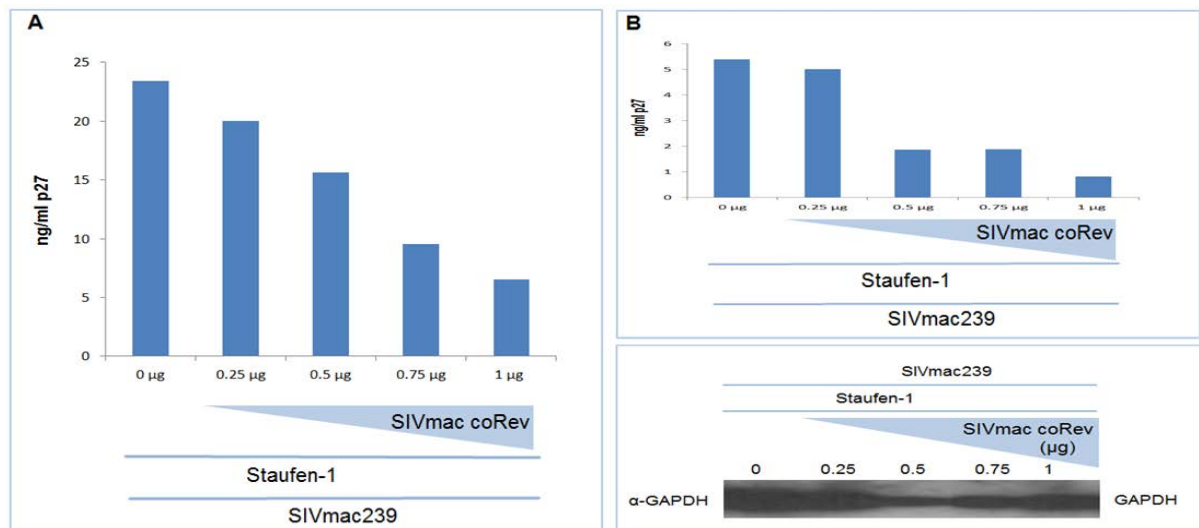 A
25
20
15
10
5
0
ng/ml p27
0 µg 0.25 µg 0.5 µg 0.75 µg 1 µg
SIVmac coRev
Staufen-1
SIVmac239
B
6
5
4
3
2
1
0
ng/ml p27
0 µg 0.25 µg 0.5 µg 0.75 µg 1 µg
SIVmac coRev
Staufen-1
SIVmac239
SIVmac239
Staufen-1
SIVmac coRev
(µg)
0 0.25 0.5 0.75 1
α-GAPDH GAPDH